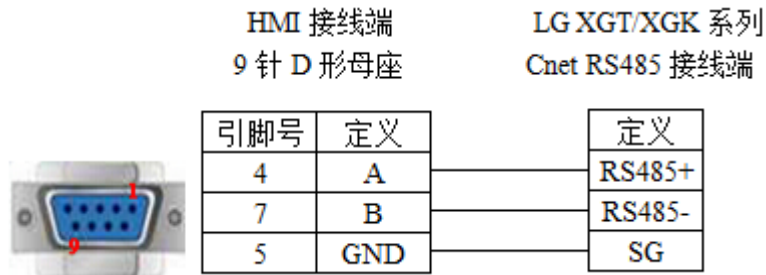 HMI 接线端 LG XGT/XGK 系列
9 针 D 形母座 Cnet RS485 接线端
引脚号 定义 定义
4 A RS485+
7 B RS485-
5 GND SG
1
9